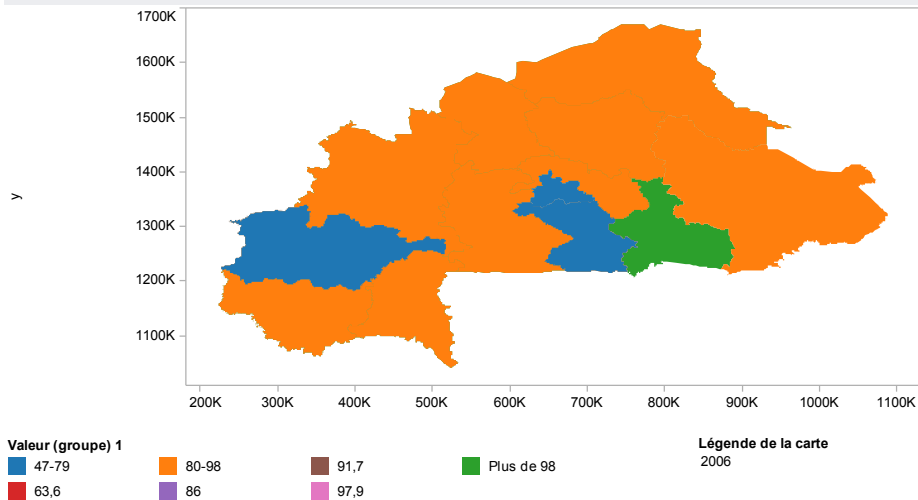 1700K
1600K
1500K
1400K
1300K
1200K
1100K
y
200K 300K 400K 500K 600K 700K 800K 900K 1000K 1100K
Valeur (groupe) 1
47-79 80-98 91,7 Plus de 98
63,6 86 97,9
Légende de la carte
2006